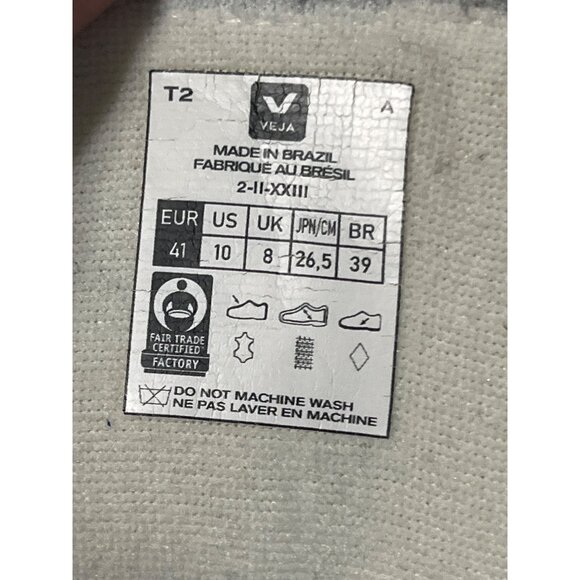 T2
VEJA
A
MADE IN BRAZIL
FABRIQUÉ AU BRÉSIL
2-II-XXIII
EUR US UK JPN/CM BR
41 10 8 26,5 39
FAIR TRADE
CERTIFIED
FACTORY
DO NOT MACHINE WASH
NE PAS LAVER EN MACHINE